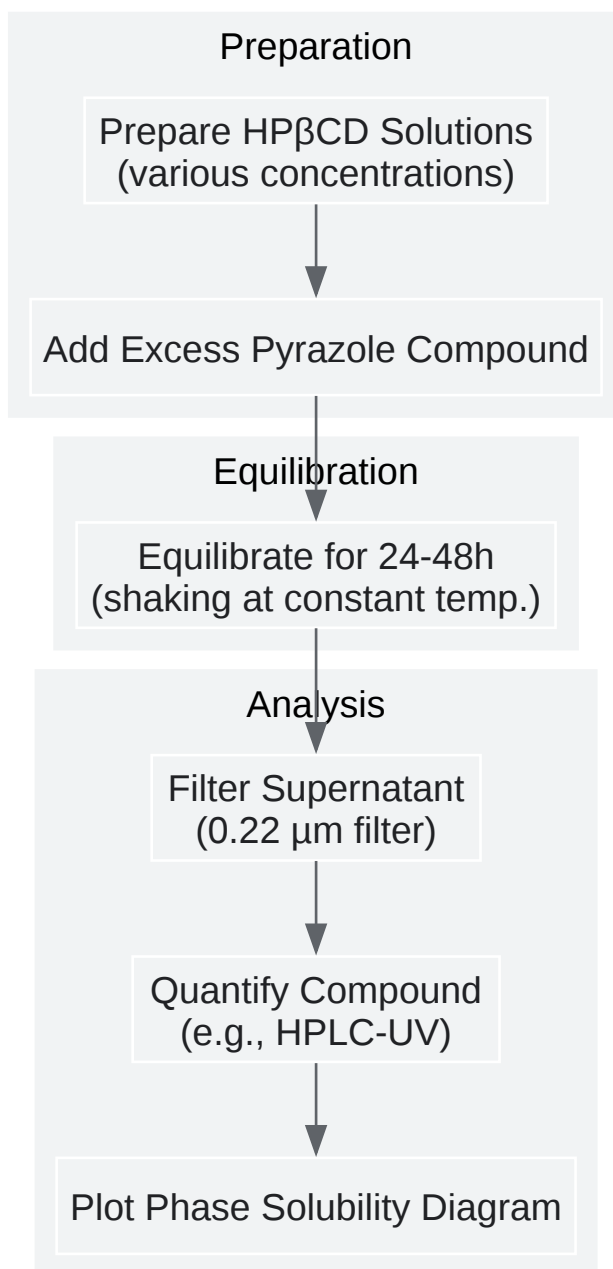 Preparation
Prepare HPβCD Solutions
(various concentrations)
Add Excess Pyrazole Compound
Equilibration
Equilibrate for 24-48h
(shaking at constant temp.)
Analysis
Filter Supernatant
(0.22 µm filter)
Quantify Compound
(e.g., HPLC-UV)
Plot Phase Solubility Diagram